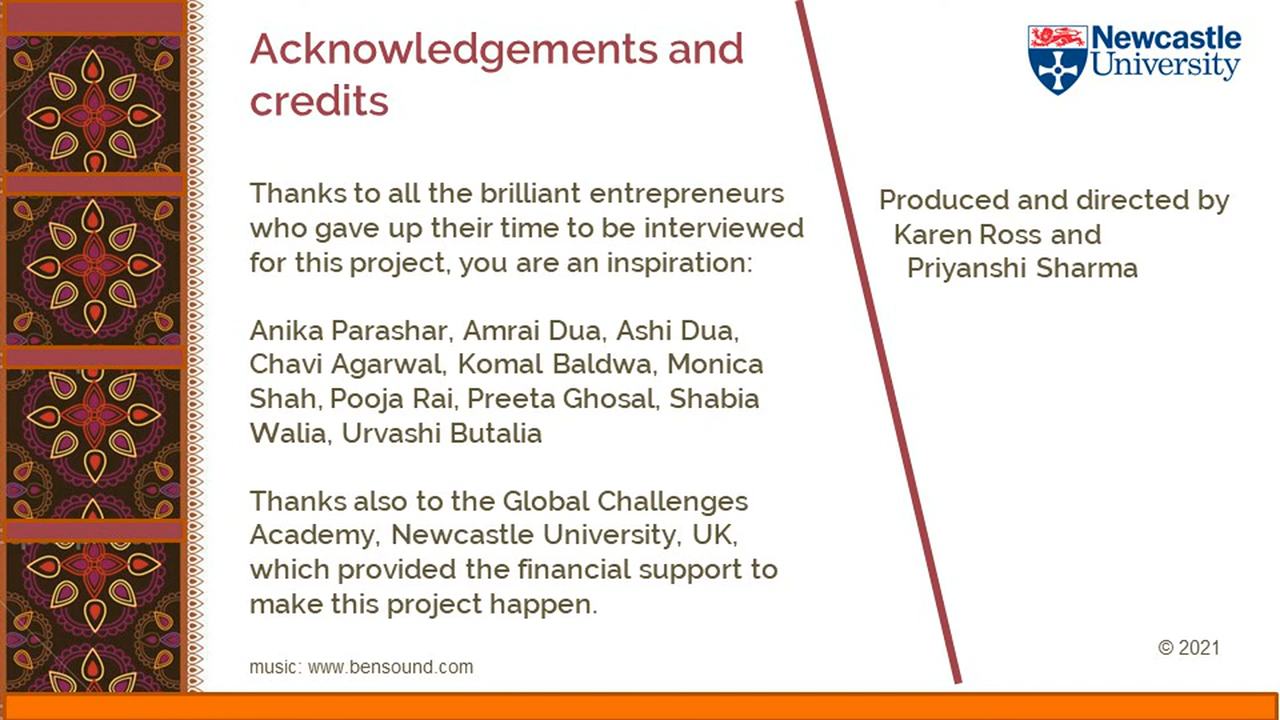 Acknowledgements and
credits
Thanks to all the brilliant entrepreneurs
who gave up their time to be interviewed
for this project, you are an inspiration:
Anika Parashar, Amrai Dua, Ashi Dua,
Chavi Agarwal, Komal Baldwa, Monica
Shah, Pooja Rai, Preeta Ghosal, Shabia
Walia, Urvashi Butalia
Thanks also to the Global Challenges
Academy, Newcastle University, UK,
which provided the financial support to
make this project happen.
music: www.bensound.com
Newcastle
University
Produced and directed by
Karen Ross and
Priyanshi Sharma
© 2021